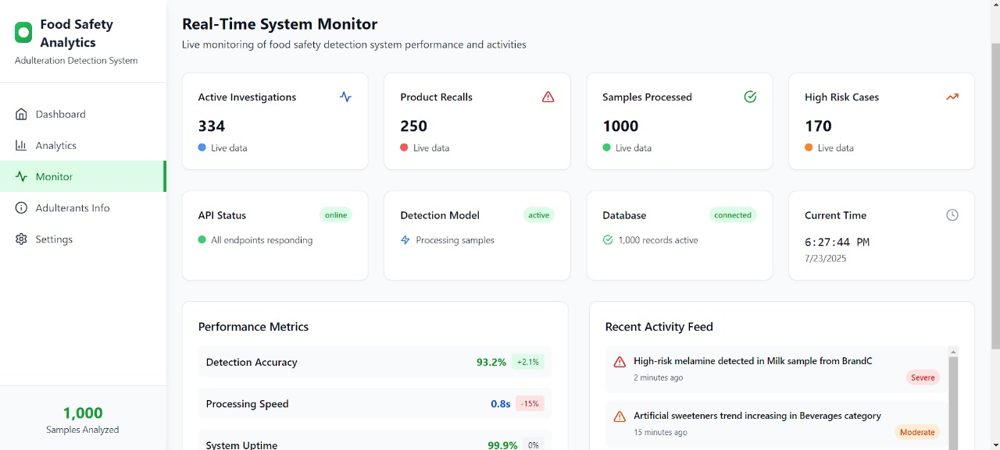 Food Safety
Analytics
Adulteration Detection System
Dashboard
Analytics
Monitor
Adulterants Info
Settings
1,000
Samples Analyzed
Real-Time System Monitor
Live monitoring of food safety detection system performance and activities
Active Investigations
334
Live data
Product Recalls
250
Live data
Samples Processed
1000
Live data
High Risk Cases
170
Live data
API Status
online
All endpoints responding
Detection Model
active
Processing samples
Database
connected
1,000 records active
Current Time
6:27:44 PM
7/23/2025
Performance Metrics
Detection Accuracy
93.2% +2.1%
Processing Speed
0.8s -15%
System Uptime
99.9% 0%
Recent Activity Feed
High-risk melamine detected in Milk sample from BrandC
2 minutes ago
Severe
Artificial sweeteners trend increasing in Beverages category
15 minutes ago
Moderate